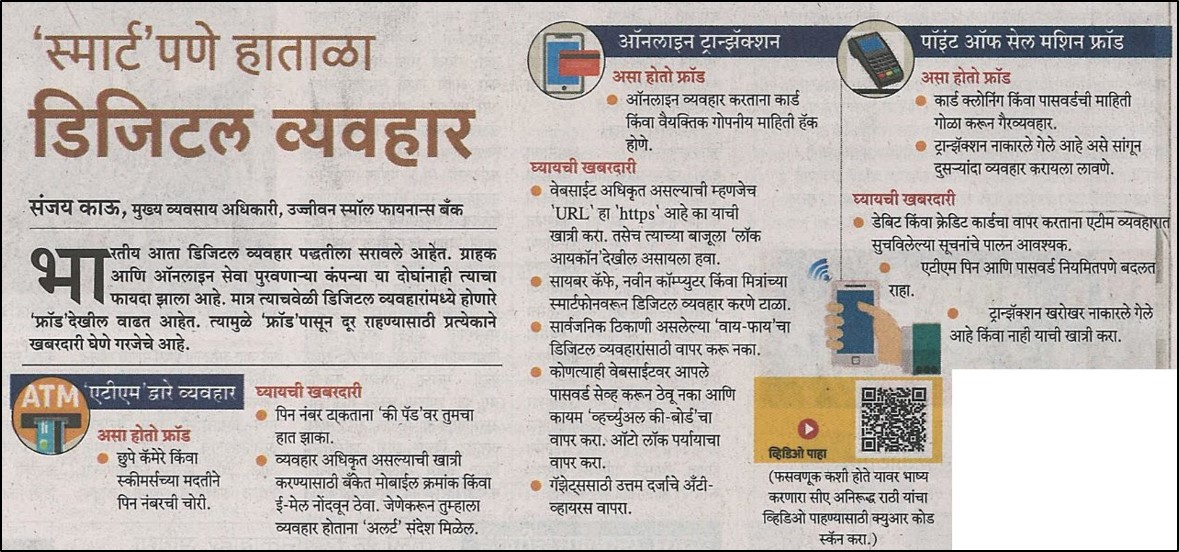 ‘स्मार्ट’पणे हाताळा
डिजिटल व्यवहार
संजय काऊ, मुख्य व्यवसाय अधिकारी, उज्जीवन स्मॉल फायनान्स बँक
भारतीय आता डिजिटल व्यवहार पद्धतीला सरावले आहेत. ग्राहक
आणि ऑनलाइन सेवा पुरवणाऱ्या कंपन्या या दोघांनाही त्याचा
फायदा झाला आहे. मात्र त्याचवेळी डिजिटल व्यवहारांमध्ये होणारे
‘फ्रॉड’देखील वाढत आहेत. त्यामुळे ‘फ्रॉड’पासून दूर राहण्यासाठी प्रत्येकाने
खबरदारी घेणे गरजेचे आहे.
ATM
‘एटीएम’द्वारे व्यवहार
असा होतो फ्रॉड
छुपे कॅमेरे किंवा
स्कीमर्सच्या मदतीने
पिन नंबरची चोरी.
घ्यायची खबरदारी
पिन नंबर टाकताना ‘की पॅड’वर तुमचा
हात झाका.
व्यवहार अधिकृत असल्याची खात्री
करण्यासाठी बँकेत मोबाईल क्रमांक किंवा
ई-मेल नोंदवून ठेवा. जेणेकरून तुम्हाला
व्यवहार होताना ‘अलर्ट’ संदेश मिळेल.
ऑनलाइन ट्रान्झॅक्शन
असा होतो फ्रॉड
ऑनलाइन व्यवहार करताना कार्ड
किंवा वैयक्तिक गोपनीय माहिती हॅक
होणे.
घ्यायची खबरदारी
वेबसाईट अधिकृत असल्याची म्हणजेच
'URL' हा 'https' आहे का याची
खात्री करा. तसेच त्याच्या बाजूला ‘लॉक
आयकॉन’देखील असायला हवा.
सायबर कॅफे, नवीन कॉम्प्युटर किंवा मित्रांच्या
स्मार्टफोनवरून डिजिटल व्यवहार करणे टाळा.
सार्वजनिक ठिकाणी असलेल्या ‘वाय-फाय’चा
डिजिटल व्यवहारांसाठी वापर करू नका.
कोणत्याही वेबसाईटवर आपले
पासवर्ड सेव्ह करून ठेवू नका आणि
कायम ‘व्हर्च्युअल की-बोर्ड’चा
वापर करा. ऑटो लॉक पर्यायाचा
वापर करा.
गॅझेट्ससाठी उत्तम दर्जाचे अँटी-
व्हायरस वापरा.
पॉइंट ऑफ सेल मशिन फ्रॉड
असा होतो फ्रॉड
कार्ड क्लोनिंग किंवा पासवर्डची माहिती
गोळा करून गैरव्यवहार.
ट्रान्झॅक्शन नाकारले गेले आहे असे सांगून
दुसऱ्यांदा व्यवहार करायला लावणे.
घ्यायची खबरदारी
डेबिट किंवा क्रेडिट कार्डचा वापर करताना एटीम व्यवहारात
सुचविलेल्या सूचनांचे पालन आवश्यक.
एटीएम पिन आणि पासवर्ड नियमितपणे बदलत
राहा.
ट्रान्झॅक्शन खरोखर नाकारले गेले
आहे किंवा नाही याची खात्री करा.
व्हिडिओ पाहा
(फसवणूक कशी होते यावर भाष्य
करणारा सीए अनिरूद्ध राठी यांचा
व्हिडिओ पाहण्यासाठी क्युआर कोड
स्कॅन करा.)